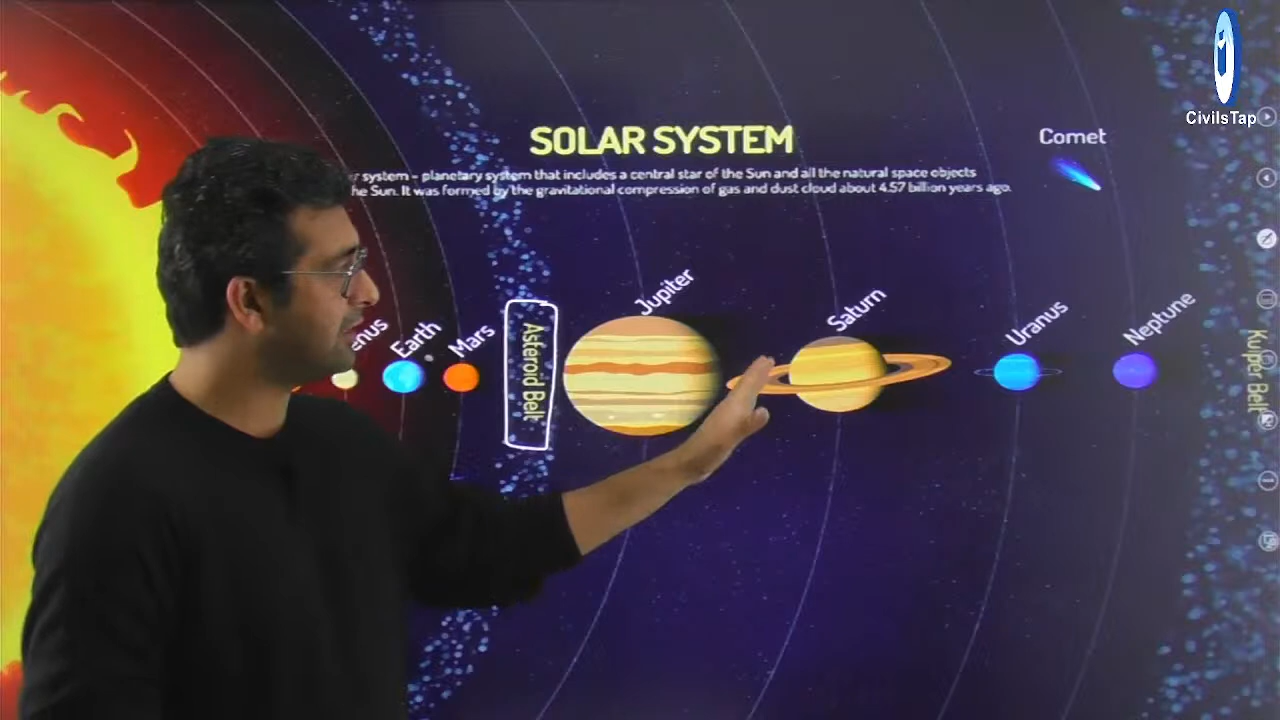 CivilsTap
SOLAR SYSTEM
Comet
system - planetary system that includes a central star of the Sun and all the natural space objects
the Sun. It was formed by the gravitational compression of gas and dust cloud about 4.57 billion years ago.
Earth
Mars
Asteroid Belt
Jupiter
Saturn
Uranus
Neptune
Kuiper Belt